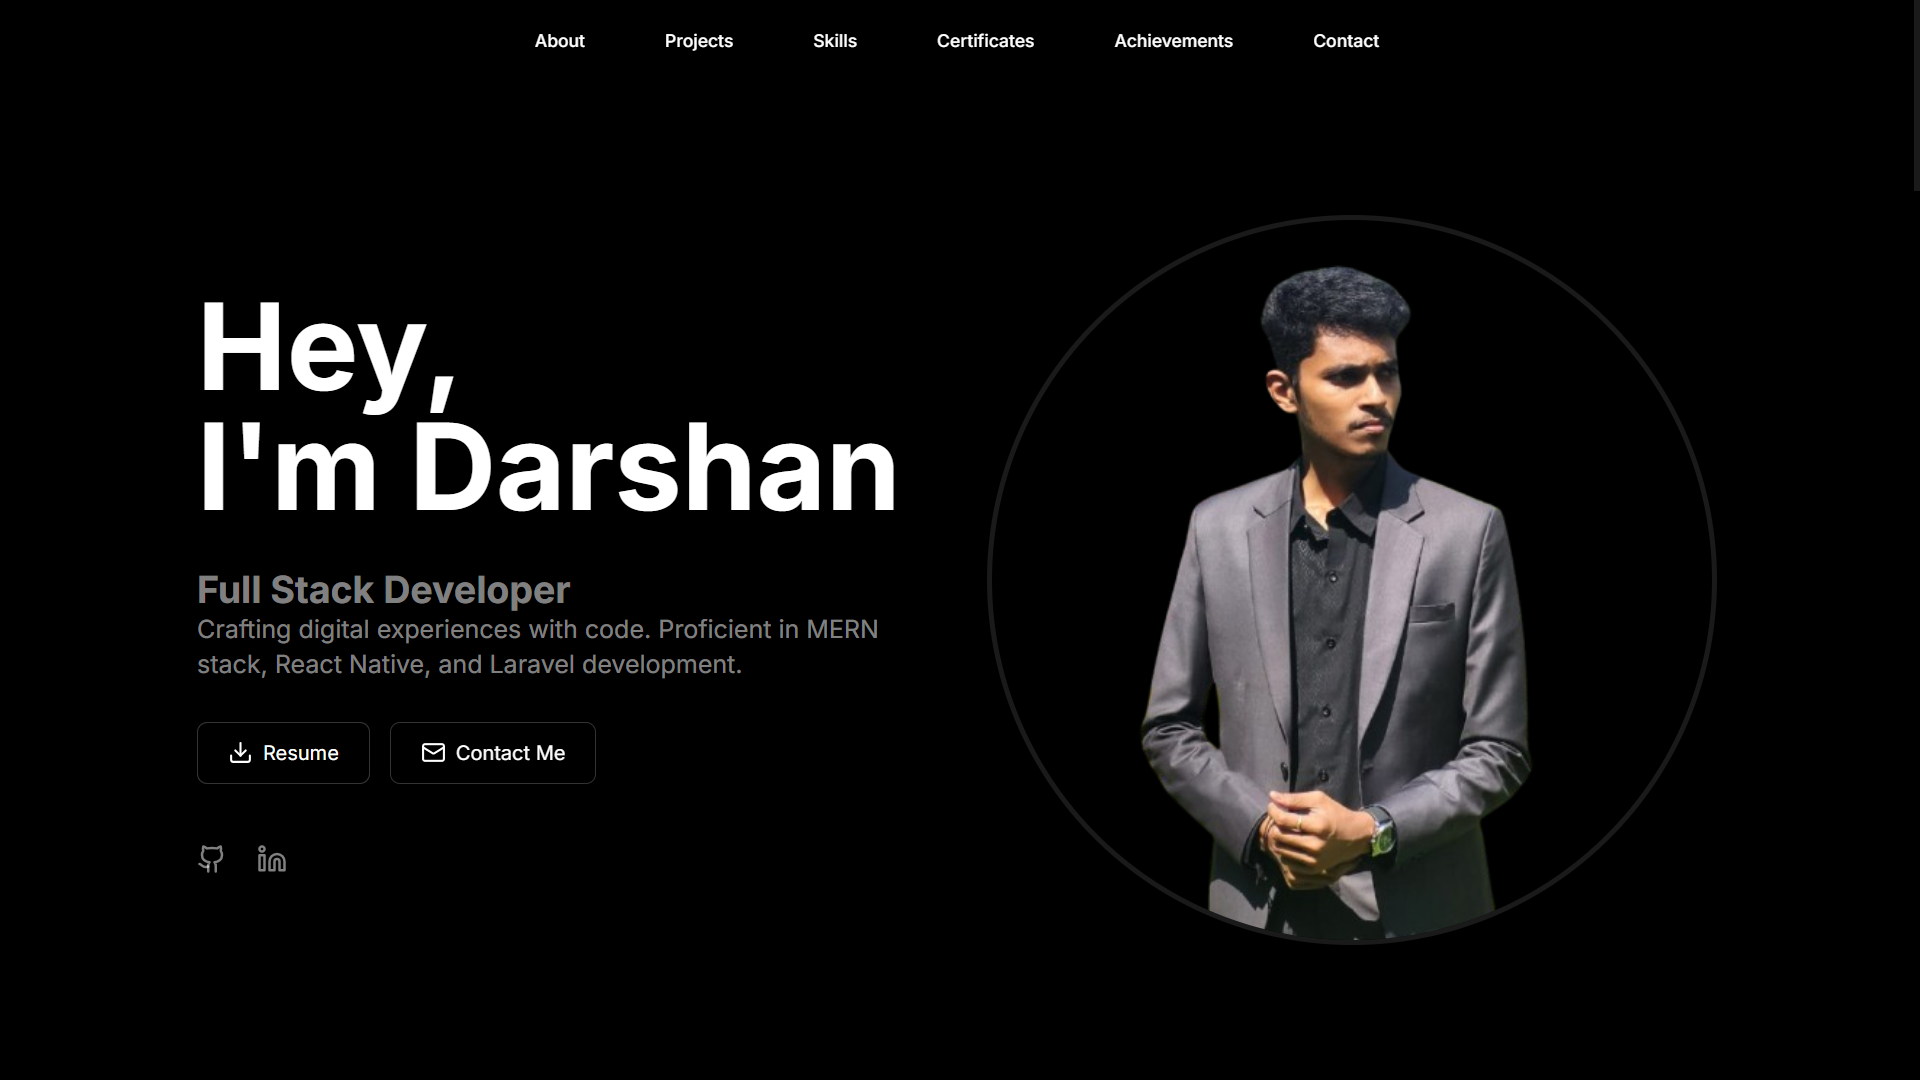 About
Projects
Skills
Certificates
Achievements
Contact
Hey,
I'm Darshan
Full Stack Developer
Crafting digital experiences with code. Proficient in MERN
stack, React Native, and Laravel development.
Resume
Contact Me